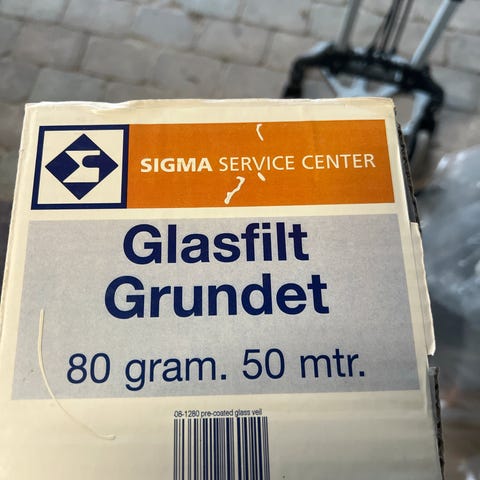 SIGMA SERVICE CENTER
Glasfilt
Grundet
80 gram. 50 mtr.
08-1280 pre-coated glass veil